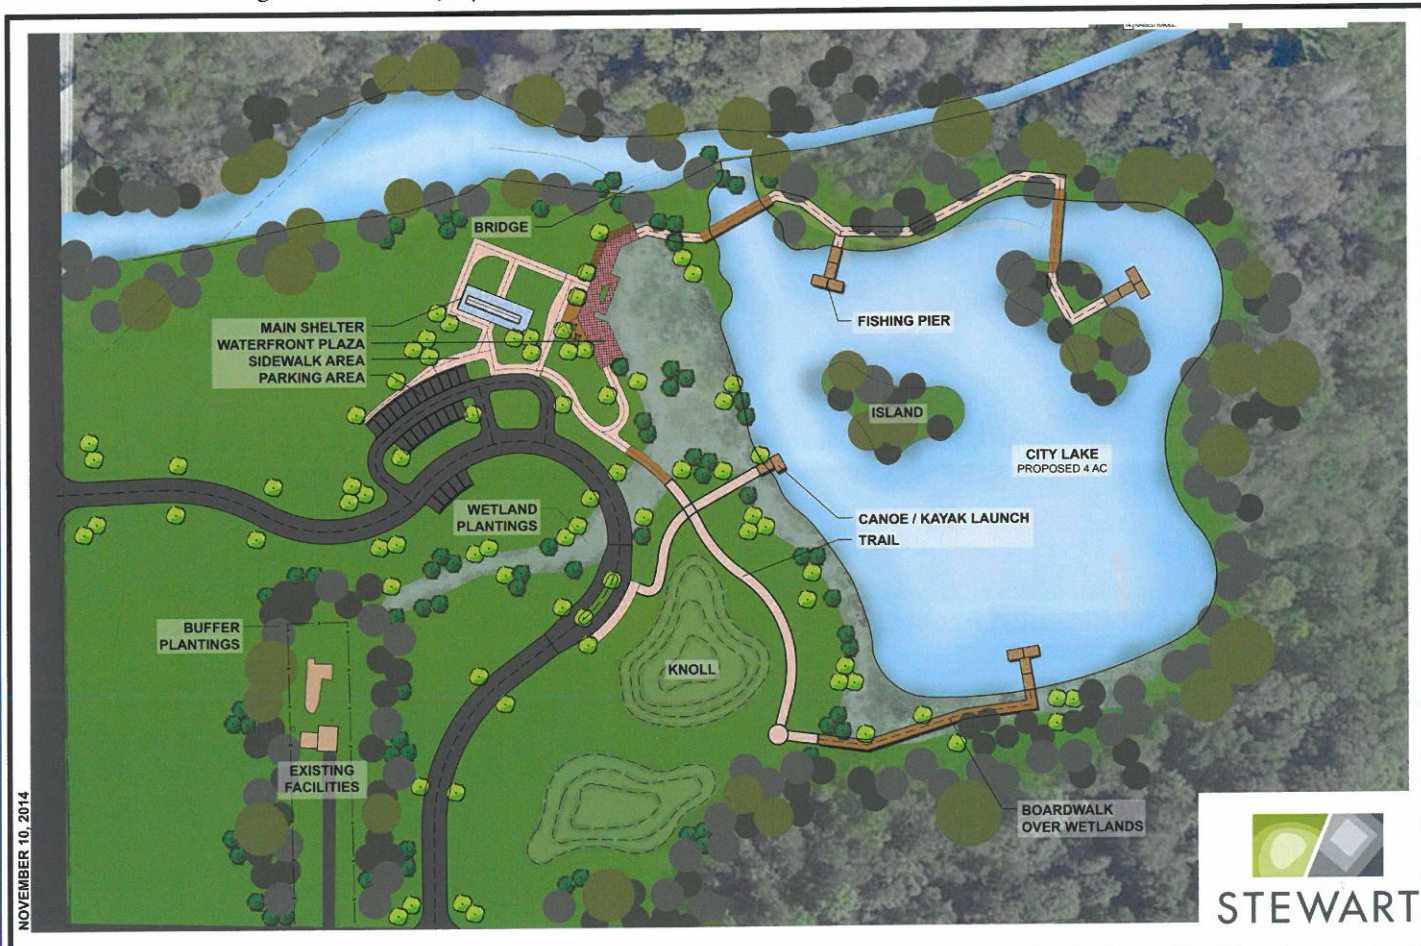 BRIDGE
MAIN SHELTER
WATERFRONT PLAZA
SIDEWALK AREA
PARKING AREA
FISHING PIER
ISLAND
CITY LAKE
PROPOSED 4 AC
CANOE / KAYAK LAUNCH
TRAIL
WETLAND
PLANTINGS
BUFFER
PLANTINGS
KNOLL
EXISTING
FACILITIES
BOARDWALK
OVER WETLANDS
NOVEMBER 10, 2014
STEWART